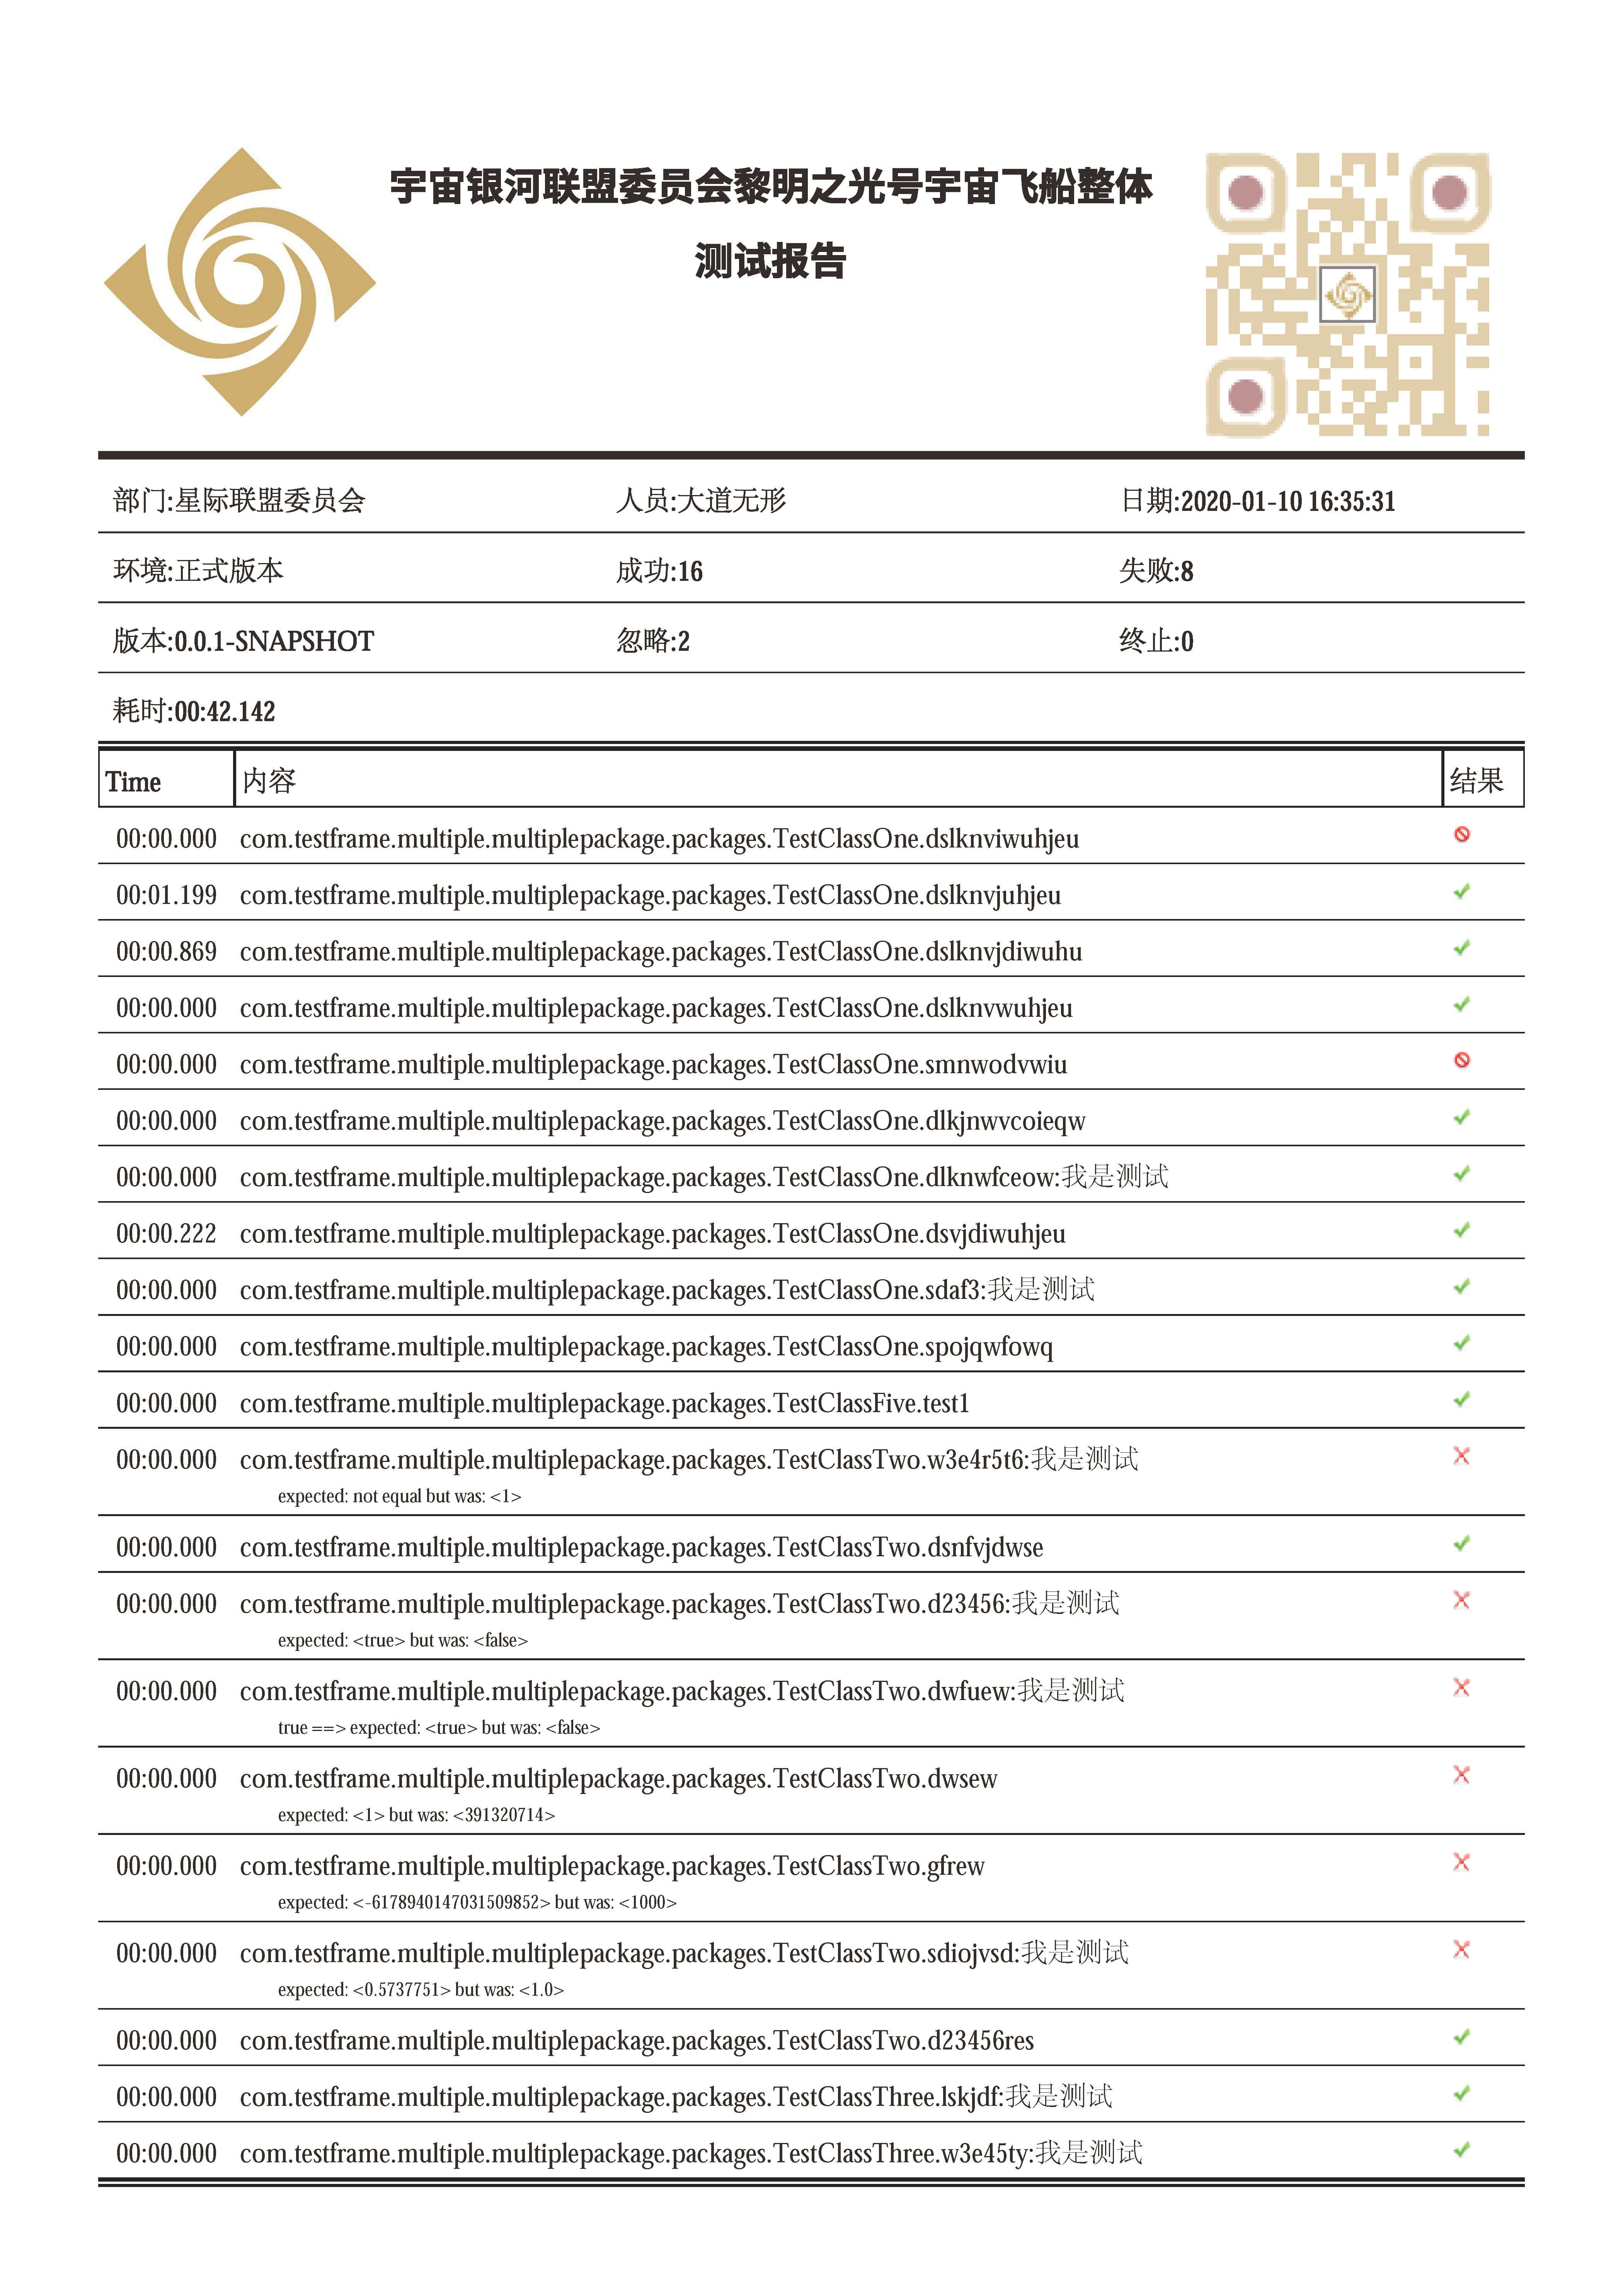 宇宙银河联盟委员会黎明之光号宇宙飞船整体
测试报告
部门:星际联盟委员会 人员:大道无形 日期:2020-01-10 16:35:31
环境:正式版本 成功:16 失败:8
版本:0.0.1-SNAPSHOT 忽略:2 终止:0
耗时:00:42.142
Time 内容 结果
00:00.000 com.testframe.multiple.multiplepackage.packages.TestClassOne.dslknviwuhjeu
00:01.199 com.testframe.multiple.multiplepackage.packages.TestClassOne.dslknvjuhjeu
00:00.869 com.testframe.multiple.multiplepackage.packages.TestClassOne.dslknvjdiwuhu
00:00.000 com.testframe.multiple.multiplepackage.packages.TestClassOne.dslknvwuhjeu
00:00.000 com.testframe.multiple.multiplepackage.packages.TestClassOne.smnwodvwiu
00:00.000 com.testframe.multiple.multiplepackage.packages.TestClassOne.dlkjnwvcoieqw
00:00.000 com.testframe.multiple.multiplepackage.packages.TestClassOne.dlknwfceow:我是测试
00:00.222 com.testframe.multiple.multiplepackage.packages.TestClassOne.dsvjdiwuhjeu
00:00.000 com.testframe.multiple.multiplepackage.packages.TestClassOne.sdaf3:我是测试
00:00.000 com.testframe.multiple.multiplepackage.packages.TestClassOne.spojqwfowq
00:00.000 com.testframe.multiple.multiplepackage.packages.TestClassFive.test1
00:00.000 com.testframe.multiple.multiplepackage.packages.TestClassTwo.w3e4r5t6:我是测试
expected: not equal but was: <1>
00:00.000 com.testframe.multiple.multiplepackage.packages.TestClassTwo.dsnfvjdwse
00:00.000 com.testframe.multiple.multiplepackage.packages.TestClassTwo.d23456:我是测试
expected: <true> but was: <false>
00:00.000 com.testframe.multiple.multiplepackage.packages.TestClassTwo.dwfuew:我是测试
true ==> expected: <true> but was: <false>
00:00.000 com.testframe.multiple.multiplepackage.packages.TestClassTwo.dwsew
expected: <1> but was: <391320714>
00:00.000 com.testframe.multiple.multiplepackage.packages.TestClassTwo.gfrew
expected: <-6178940147031509852> but was: <1000>
00:00.000 com.testframe.multiple.multiplepackage.packages.TestClassTwo.sdiojvsd:我是测试
expected: <0.5737751> but was: <1.0>
00:00.000 com.testframe.multiple.multiplepackage.packages.TestClassTwo.d23456res
00:00.000 com.testframe.multiple.multiplepackage.packages.TestClassThree.lskjdf:我是测试
00:00.000 com.testframe.multiple.multiplepackage.packages.TestClassThree.w3e45ty:我是测试